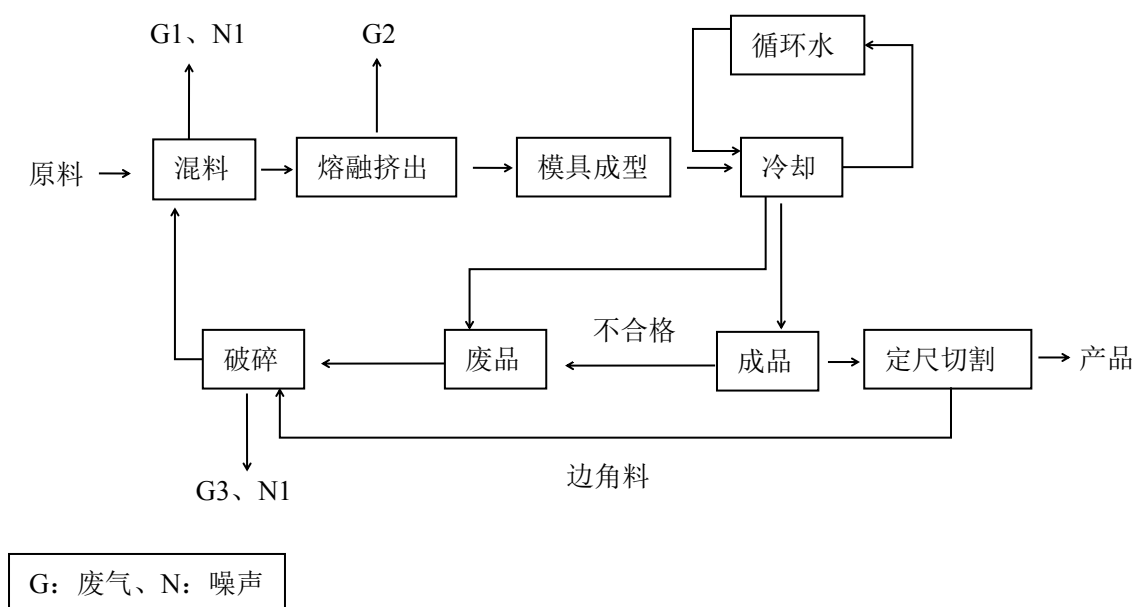 G1、N1
G2
循环水
原料
混料
熔融挤出
模具成型
冷却
不合格
破碎
废品
成品
定尺切割
产品
边角料
G3、N1
G：废气、N：噪声